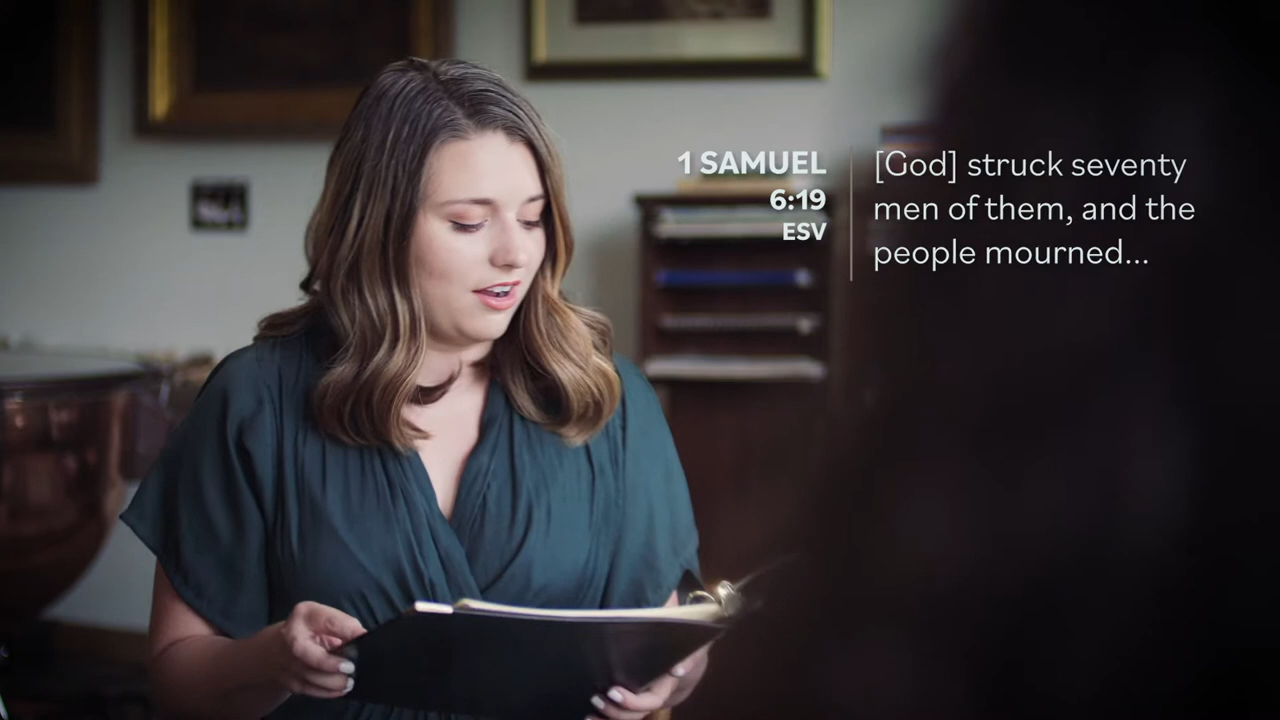 1 SAMUEL
6:19
ESV
[God] struck seventy
men of them, and the
people mourned...